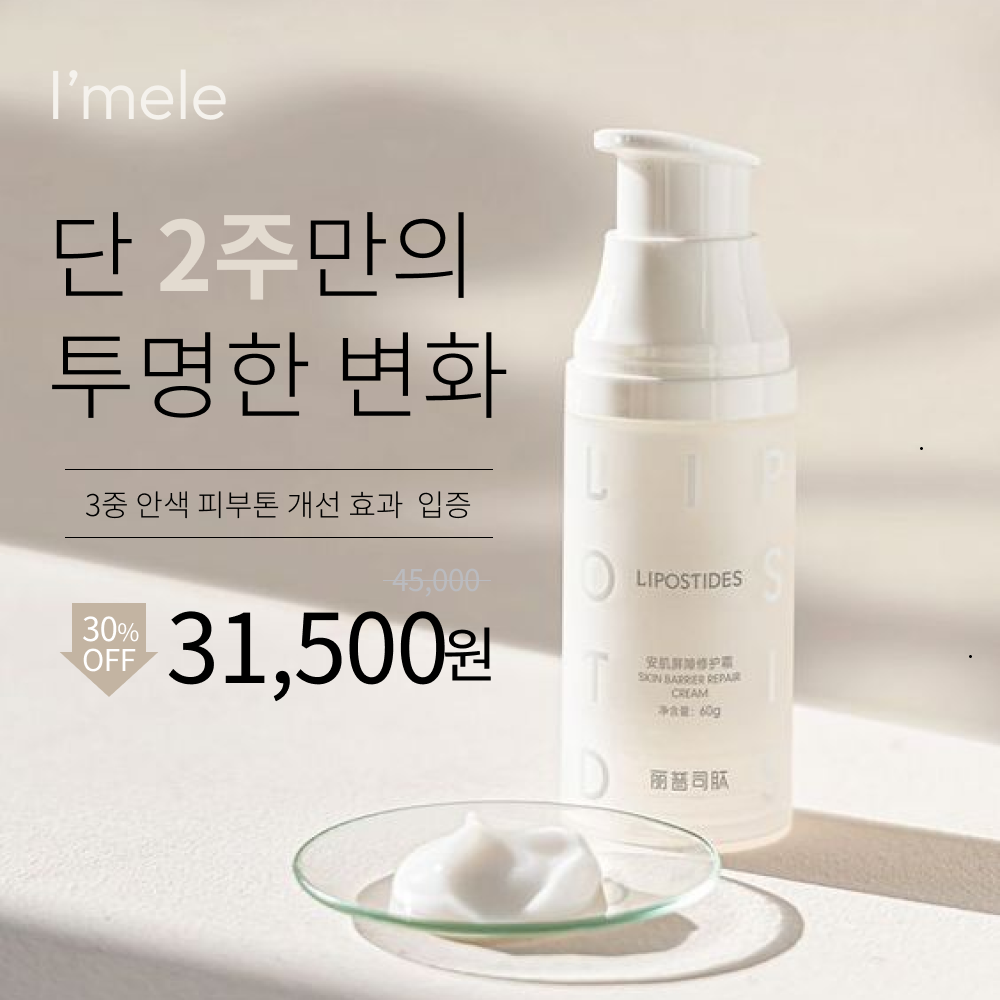 I'mele
단 2주만의
투명한 변화
3중 안색 피부톤 개선 효과 입증
45,000
30%
OFF
31,500원
L I P
O S
T I
D S
LIPOSTIDES
安肌屏障修护霜
SKIN BARRIER REPAIR
CREAM
净含量: 60g
丽普司肽